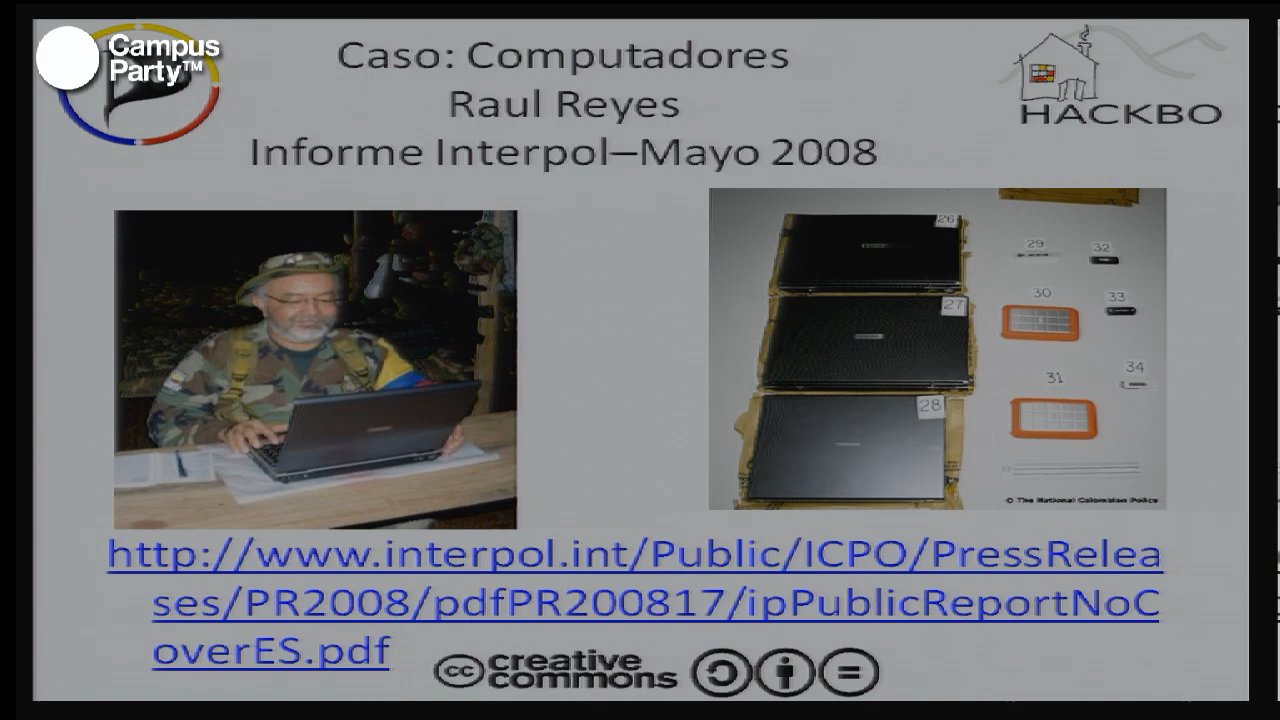 Campus
Party™
Caso: Computadores
Raul Reyes
Informe Interpol–Mayo 2008
HACKBO
26
27
28
29
32
30
33
31
34
© The National Colombian Police
http://www.interpol.int/Public/ICPO/PressRelea
ses/PR2008/pdfPR200817/ipPublicReportNoC
overES.pdf
cc creative
commons